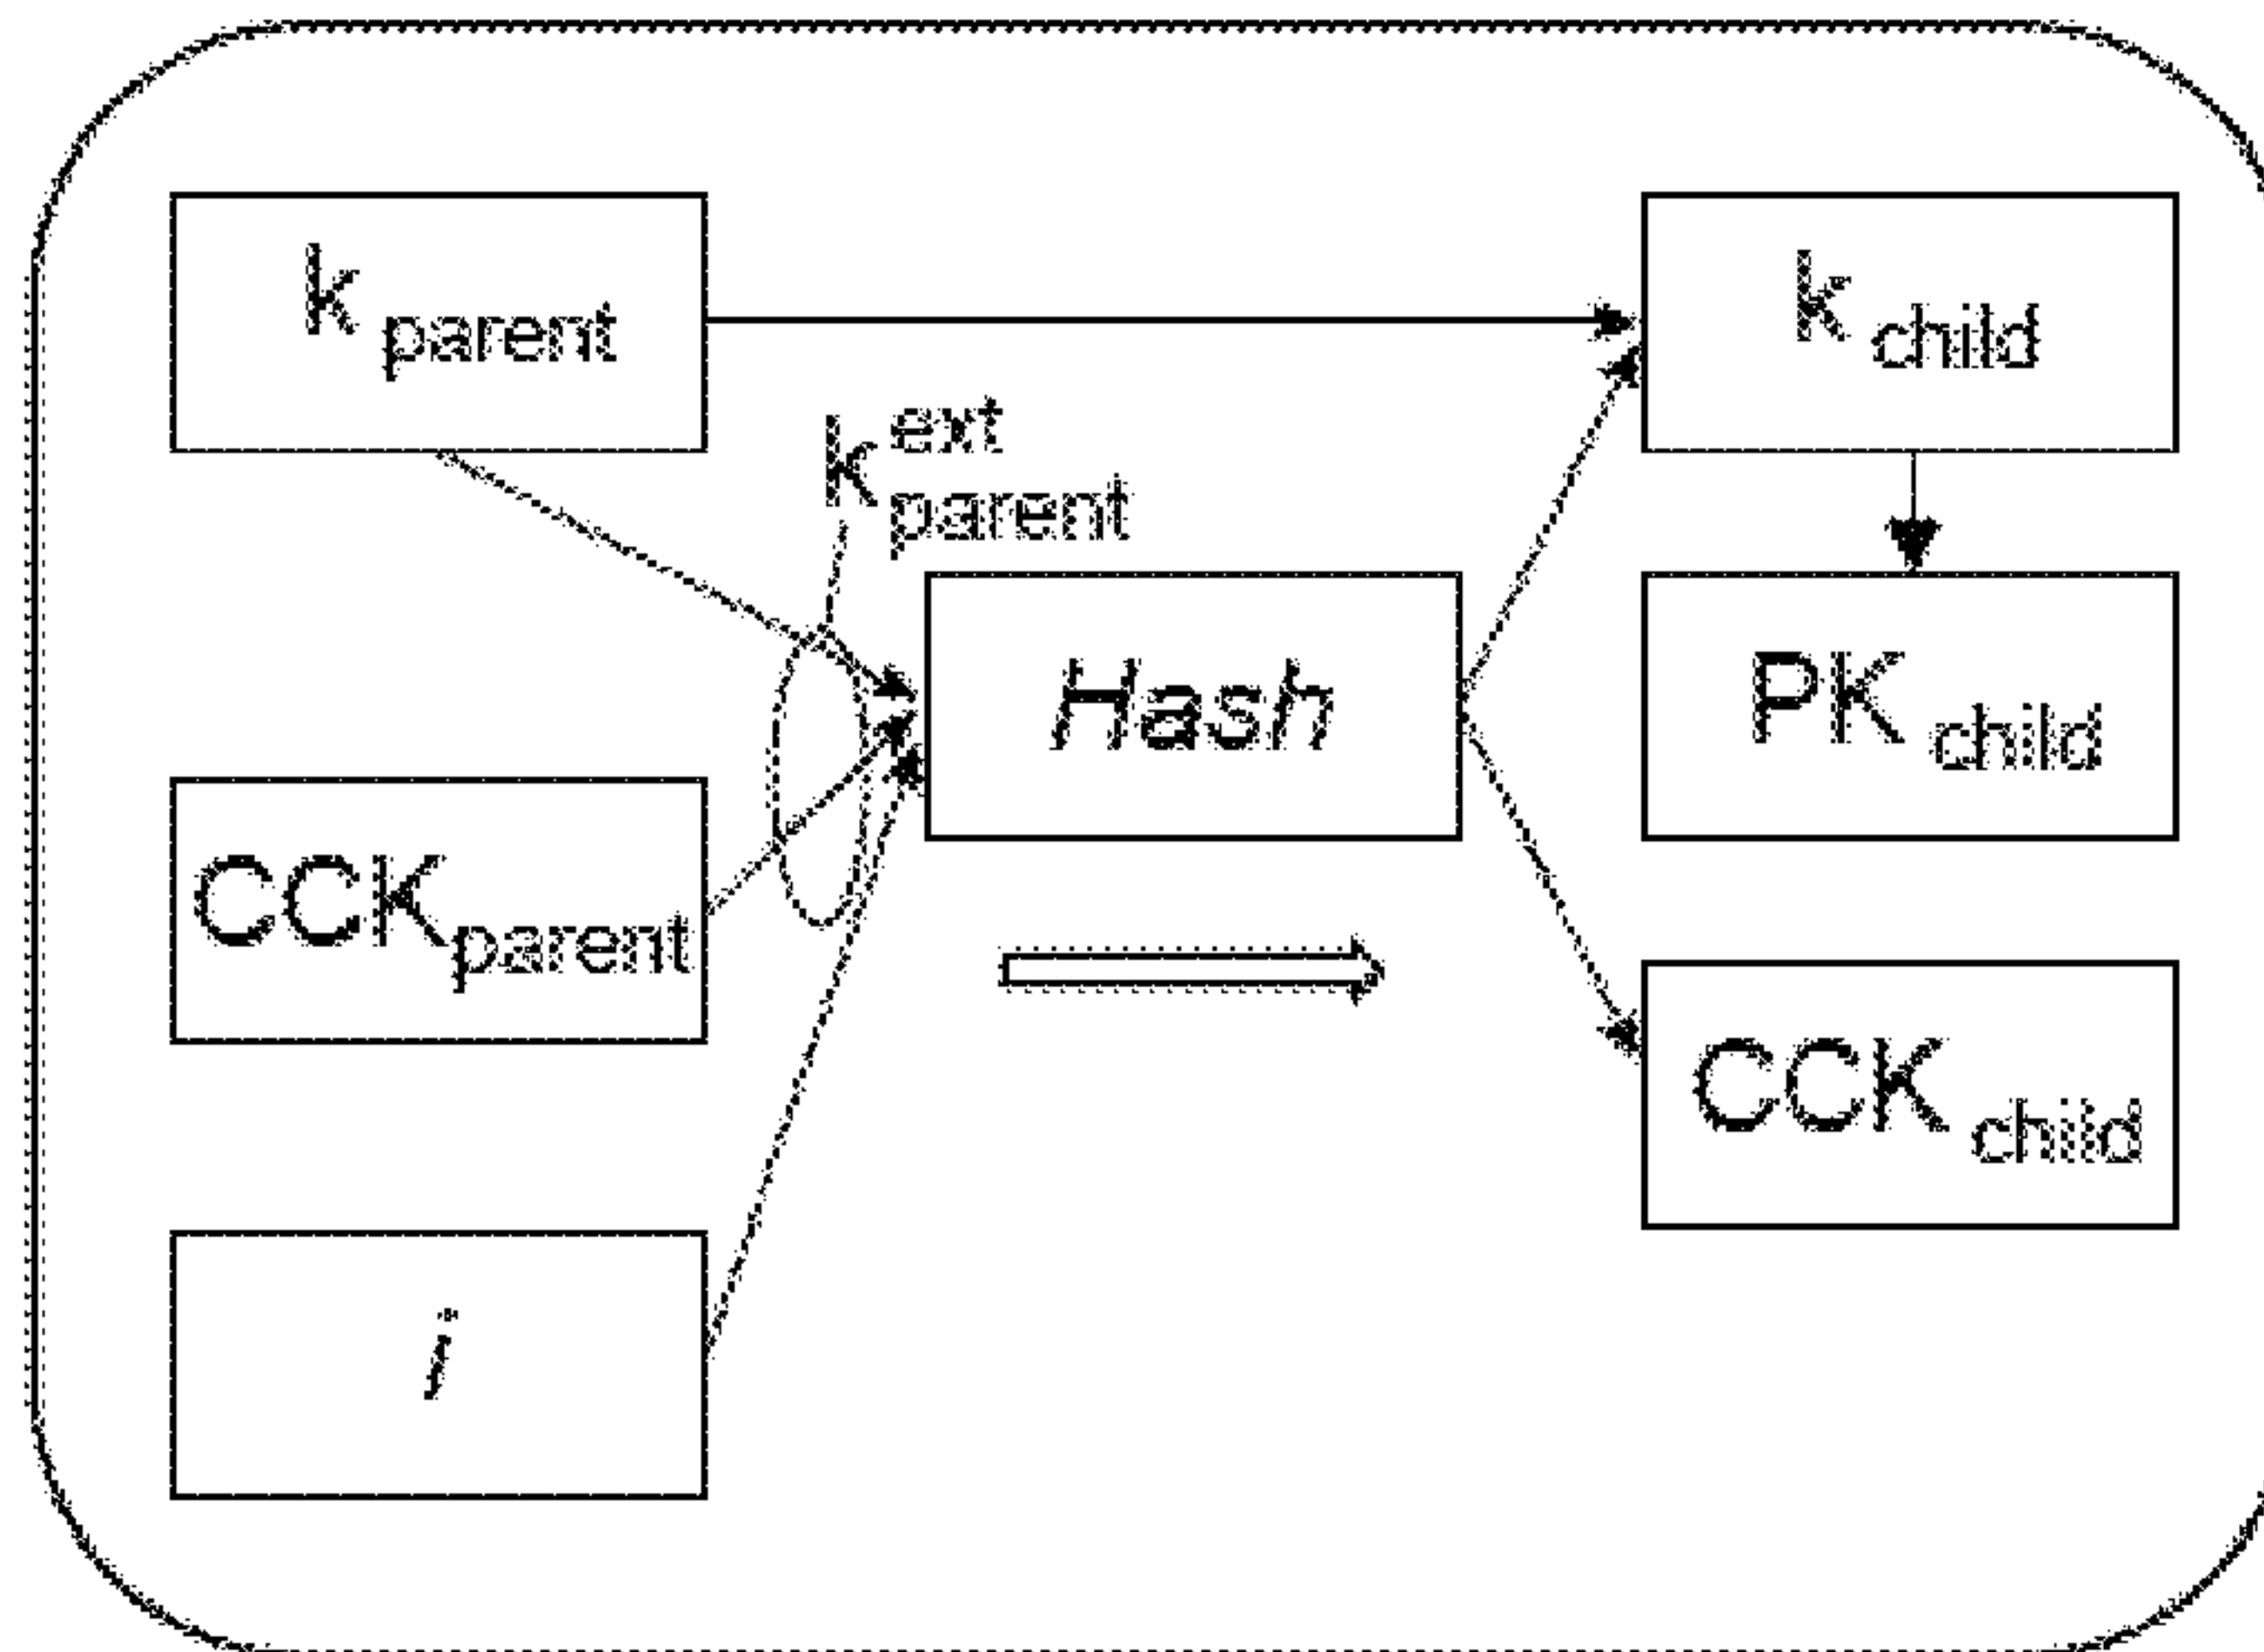 k parent
k child
k ext parent
Hash
PK child
CCK parent
CCK child
i